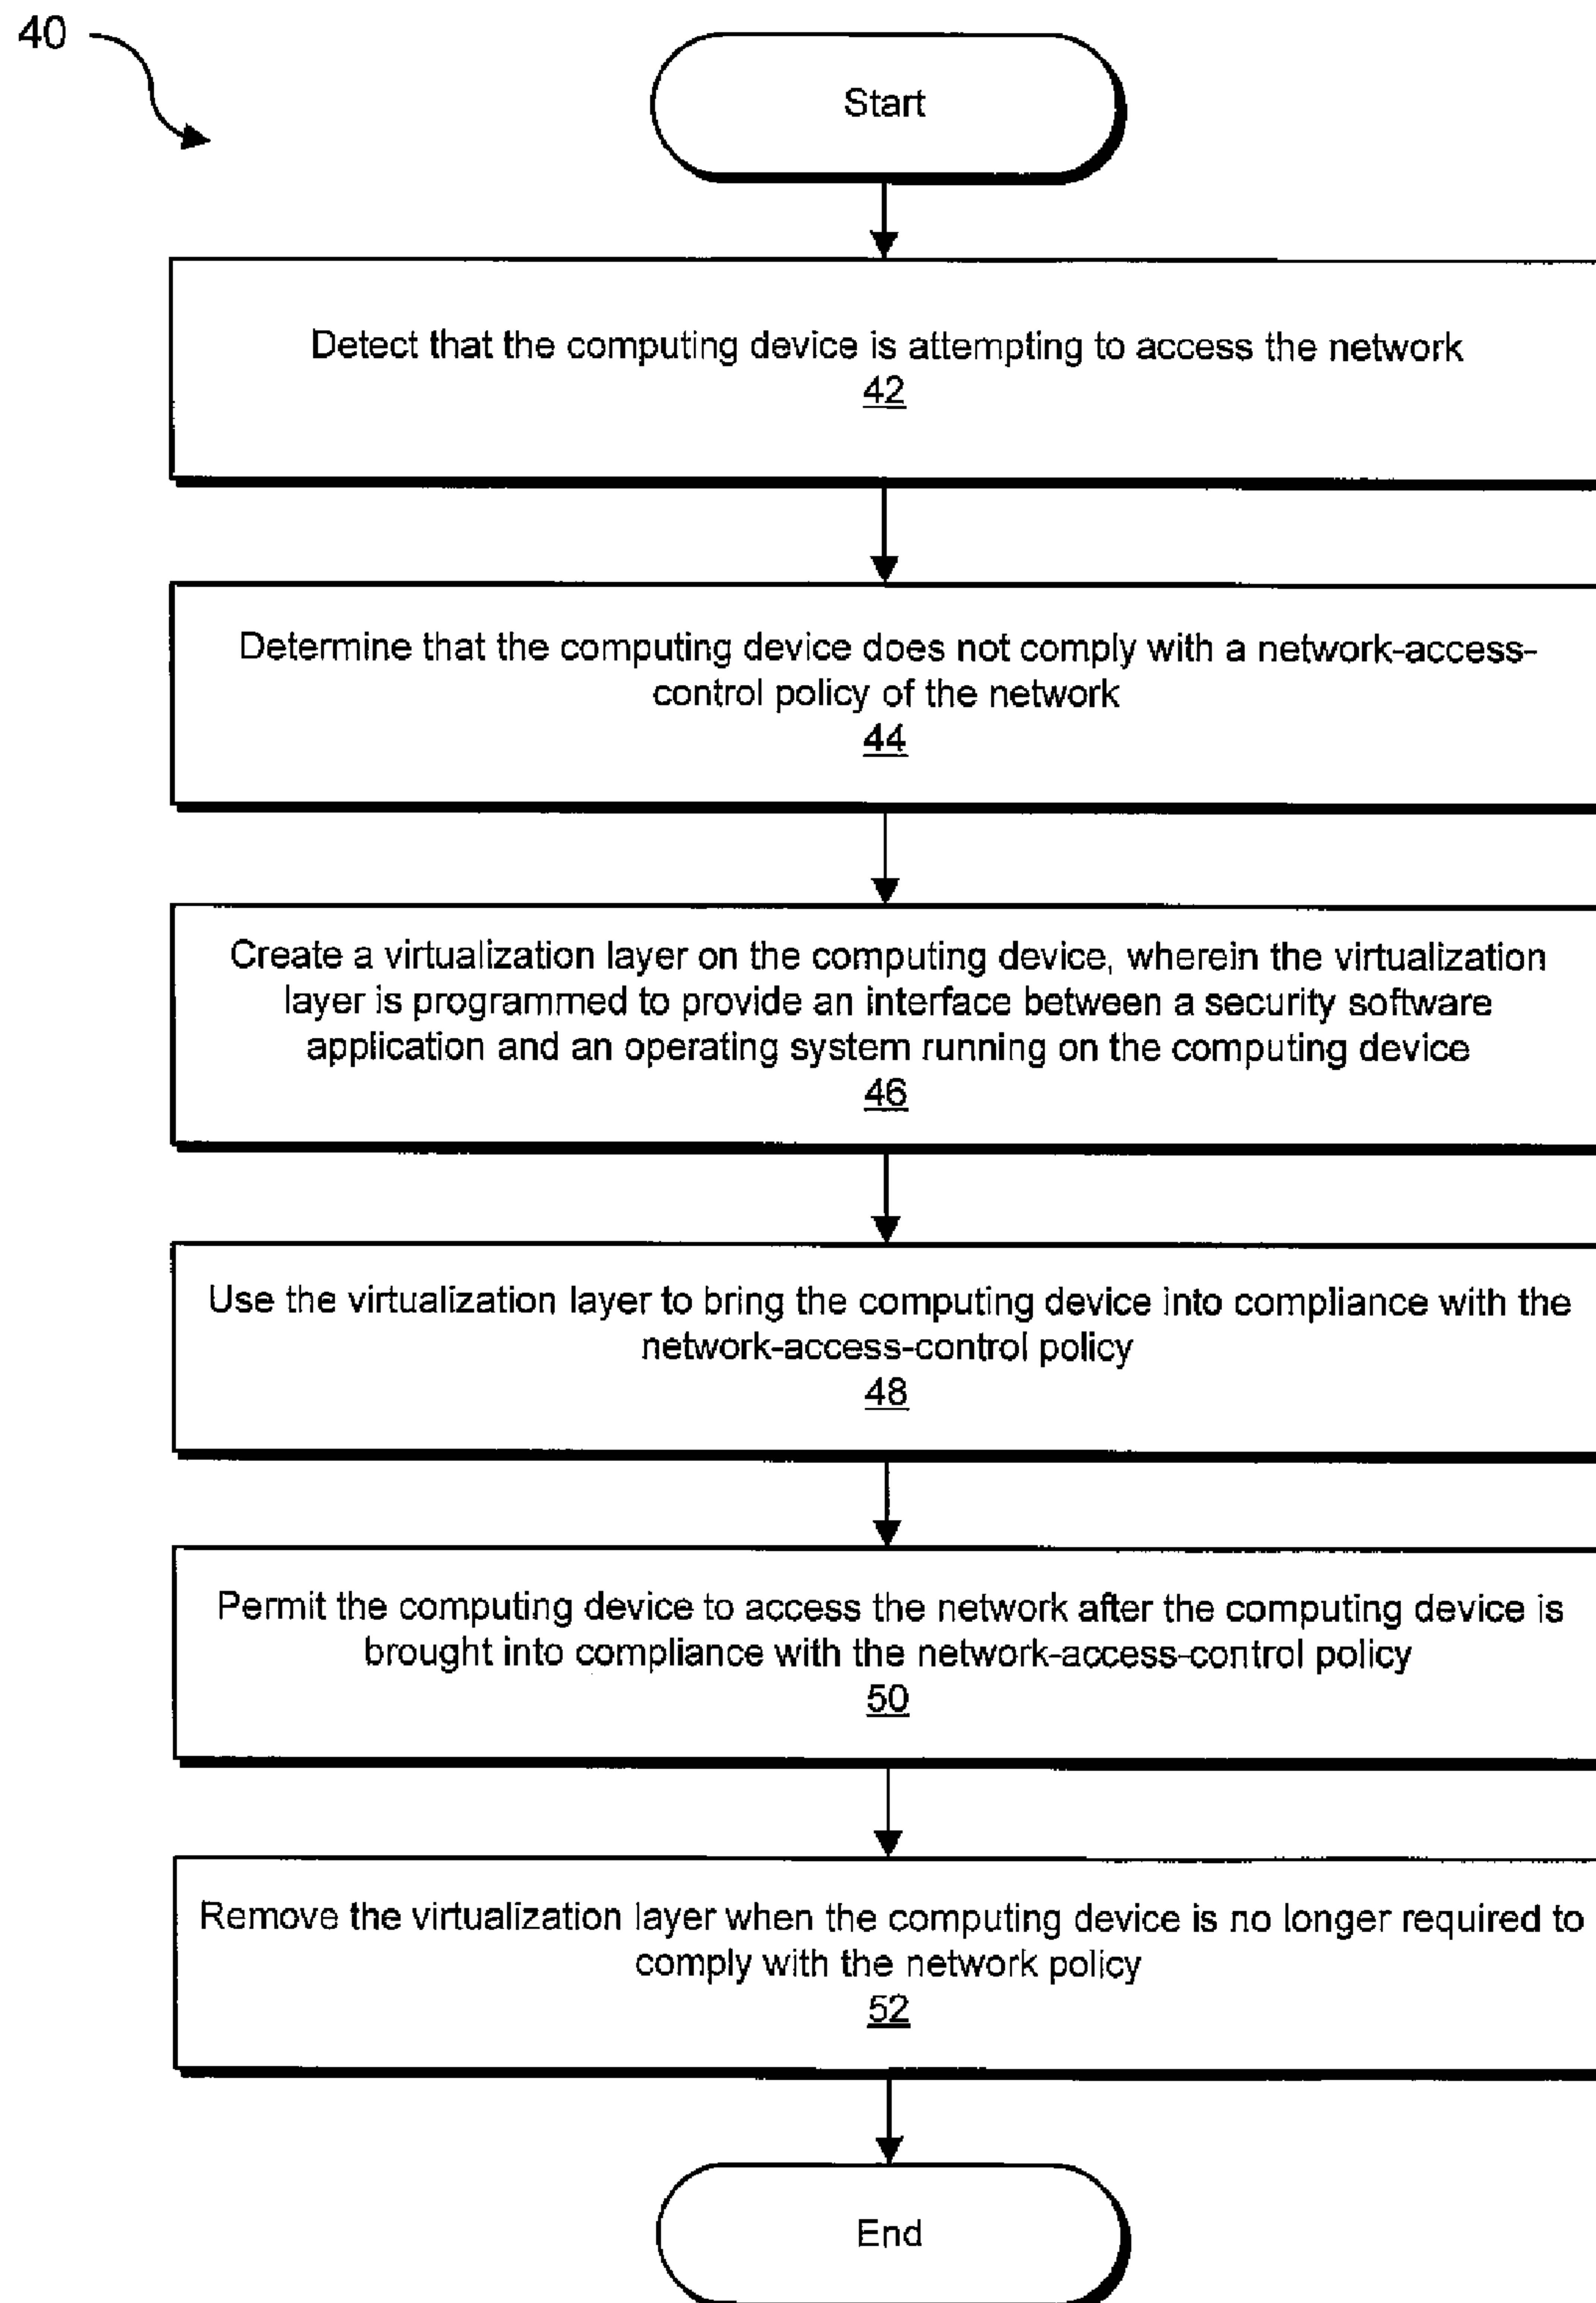 40
Start
Detect that the computing device is attempting to access the network
42
Determine that the computing device does not comply with a network-access-
control policy of the network
44
Create a virtualization layer on the computing device, wherein the virtualization
layer is programmed to provide an interface between a security software
application and an operating system running on the computing device
46
Use the virtualization layer to bring the computing device into compliance with the
network-access-control policy
48
Permit the computing device to access the network after the computing device is
brought into compliance with the network-access-control policy
50
Remove the virtualization layer when the computing device is no longer required to
comply with the network policy
52
End